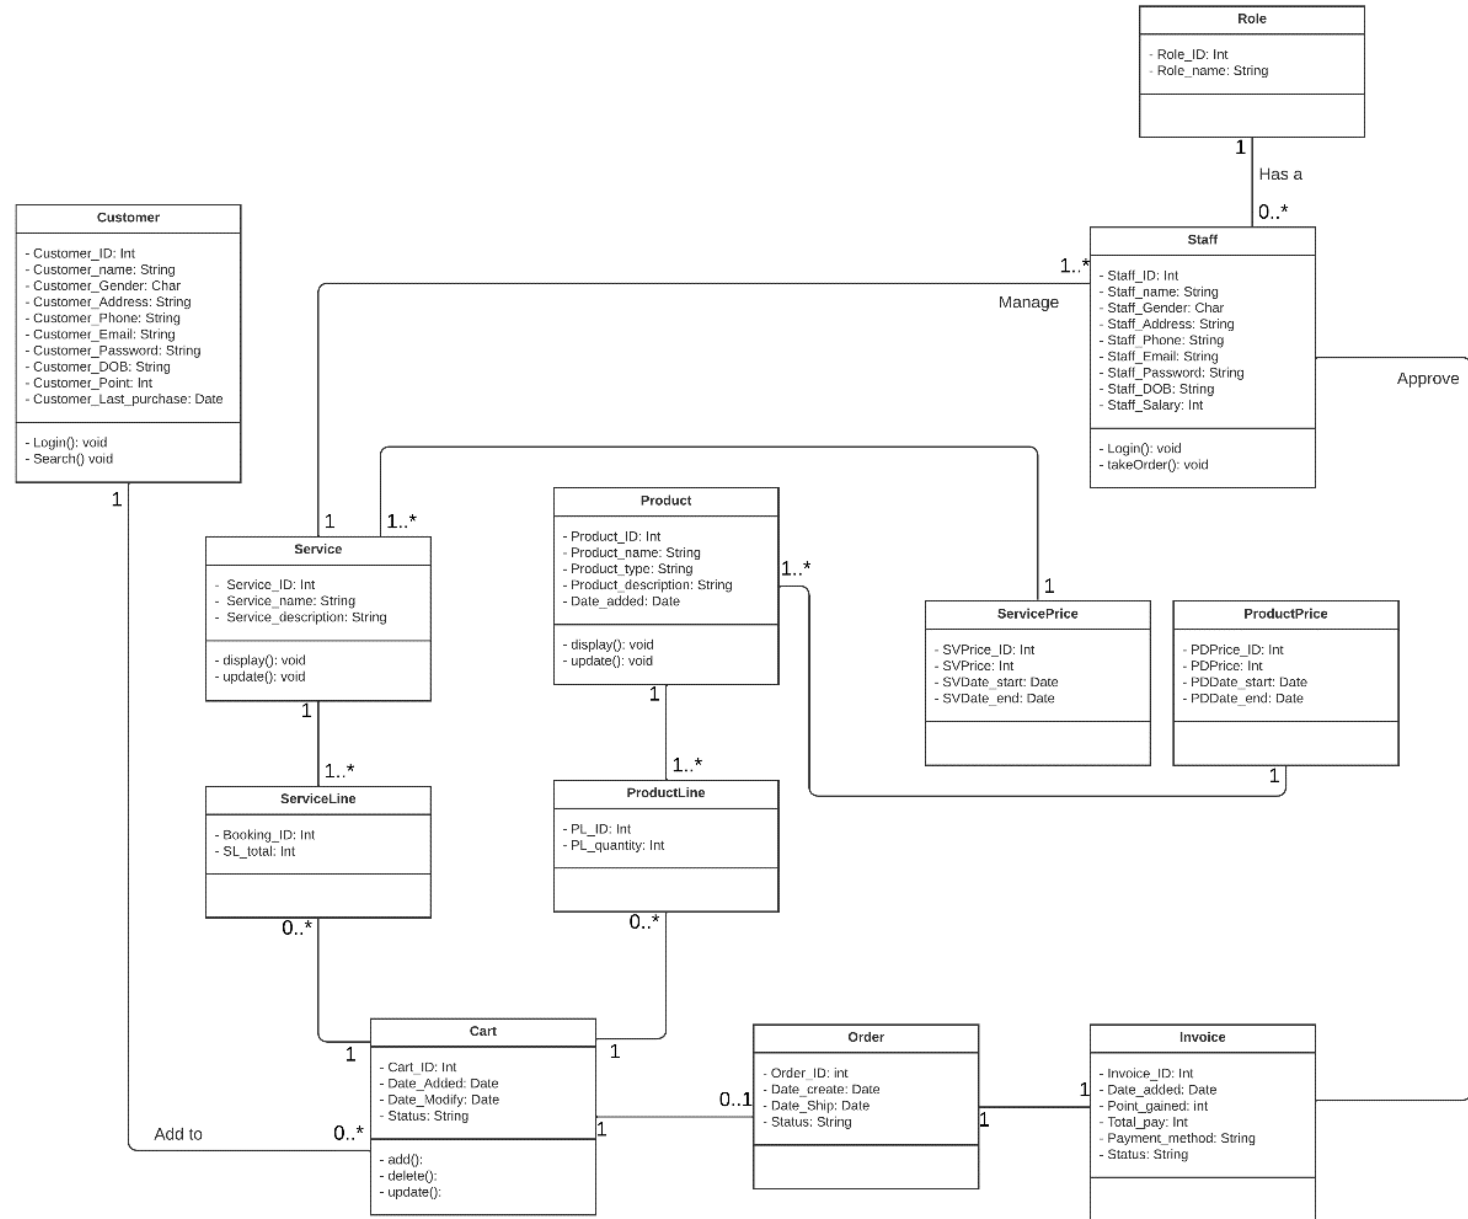 Role
- Role_ID: Int
- Role_name: String
1
Has a
0..*
Customer
- Customer_ID: Int
- Customer_name: String
- Customer_Gender: Char
- Customer_Address: String
- Customer_Phone: String
- Customer_Email: String
- Customer_Password: String
- Customer_DOB: String
- Customer_Point: Int
- Customer_Last_purchase: Date
- Login(): void
- Search() void
1
Staff
- Staff_ID: Int
- Staff_name: String
- Staff_Gender: Char
- Staff_Address: String
- Staff_Phone: String
- Staff_Email: String
- Staff_Password: String
- Staff_DOB: String
- Staff_Salary: Int
- Login(): void
- takeOrder(): void
1..*
Manage
Approve
1
1..*
Service
- Service_ID: Int
- Service_name: String
- Service_description: String
- display(): void
- update(): void
1
Product
- Product_ID: Int
- Product_name: String
- Product_type: String
- Product_description: String
- Date_added: Date
- display(): void
- update(): void
1..*
1
1
ServicePrice
- SVPrice_ID: Int
- SVPrice: Int
- SVDate_start: Date
- SVDate_end: Date
ProductPrice
- PDPrice_ID: Int
- PDPrice: Int
- PDDate_start: Date
- PDDate_end: Date
1
1..*
ServiceLine
- Booking_ID: Int
- SL_total: Int
0..*
1..*
ProductLine
- PL_ID: Int
- PL_quantity: Int
0..*
1
1
Cart
- Cart_ID: Int
- Date_Added: Date
- Date_Modify: Date
- Status: String
- add():
- delete():
- update():
Add to
0..*
1
0..1
Order
- Order_ID: int
- Date_create: Date
- Date_Ship: Date
- Status: String
1
1
Invoice
- Invoice_ID: Int
- Date_added: Date
- Point_gained: int
- Total_pay: Int
- Payment_method: String
- Status: String